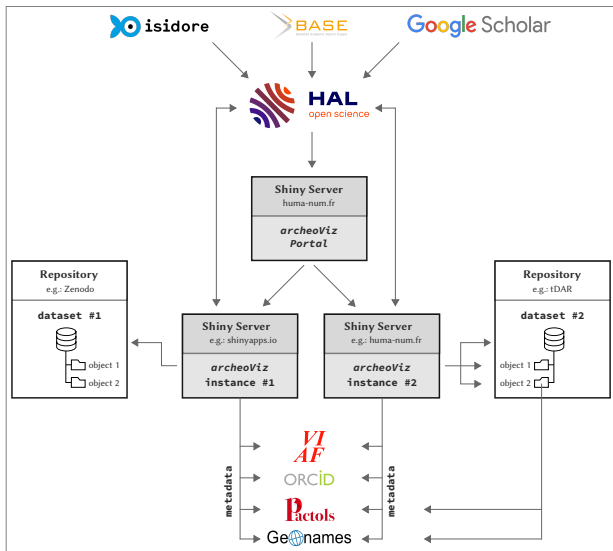 isidore
BASE
Google Scholar
HAL
open science
Shiny Server
huma-num.fr
archeoViz
Portal
Repository
e.g.: Zenodo
dataset #1
object 1
object 2
Shiny Server
e.g.: shinyapps.io
archeoViz
instance #1
Shiny Server
e.g.: huma-num.fr
archeoViz
instance #2
Repository
e.g.: tDAR
dataset #2
object 1
object 2
metadata
metadata
VI
AF
ORCID
Pactols
GeoNames